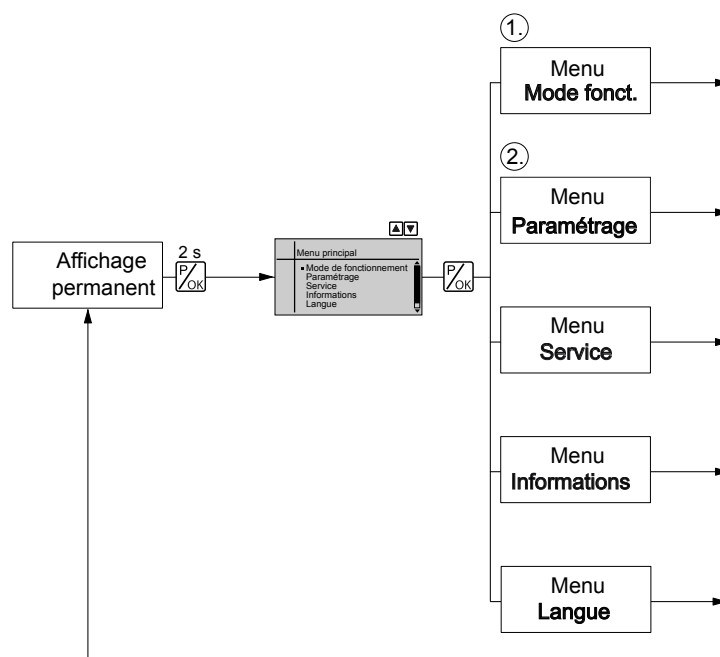 1.
Menu
Mode fonct.
2.
Menu
Paramétrage
Affichage
permanent
2 s
P/OK
▲▼
Menu principal
Mode de fonctionnement
Paramétrage
Service
Informations
Langue
P/OK
Menu
Service
Menu
Informations
Menu
Langue